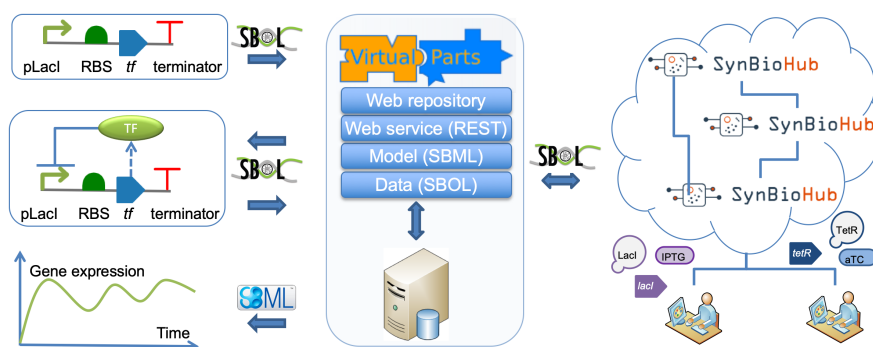 pLacI RBS tf terminator
SBOL
TF
pLacI RBS tf terminator
SBOL
Gene expression
Time
SBML
Virtual Parts
Web repository
Web service (REST)
Model (SBML)
Data (SBOL)
SBOL
SynBioHub
SynBioHub
SynBioHub
LacI
IPTG
lacI
tetR
TetR
aTC